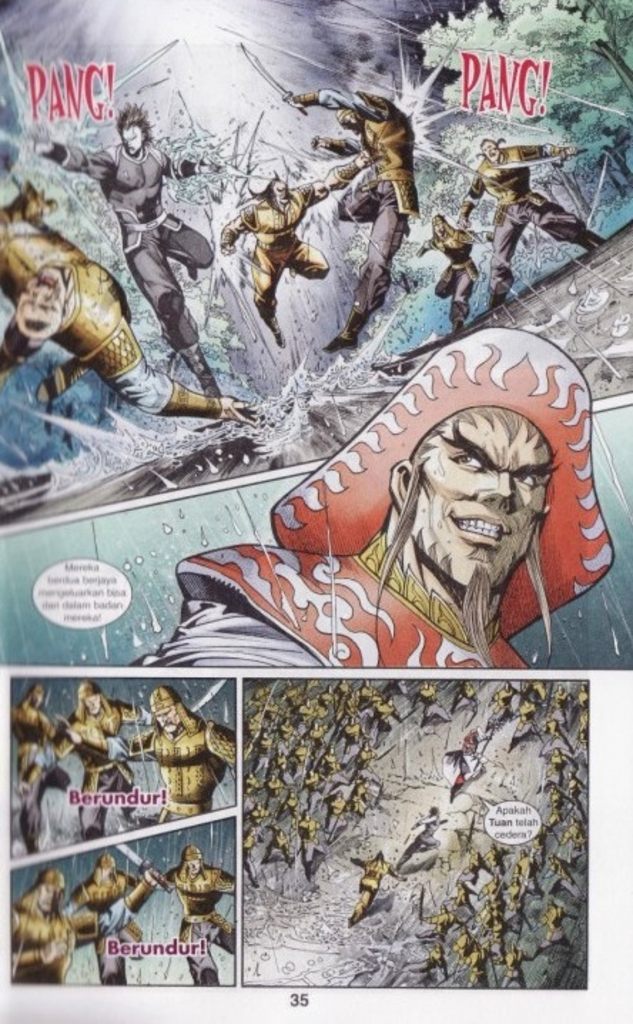 PANG!
PANG!
Mereka
berdua berjaya
mengeluarkan bisa
dari dalam badan
mereka!
Berundur!
Berundur!
Apakah
Tuan telah
cedera?
35